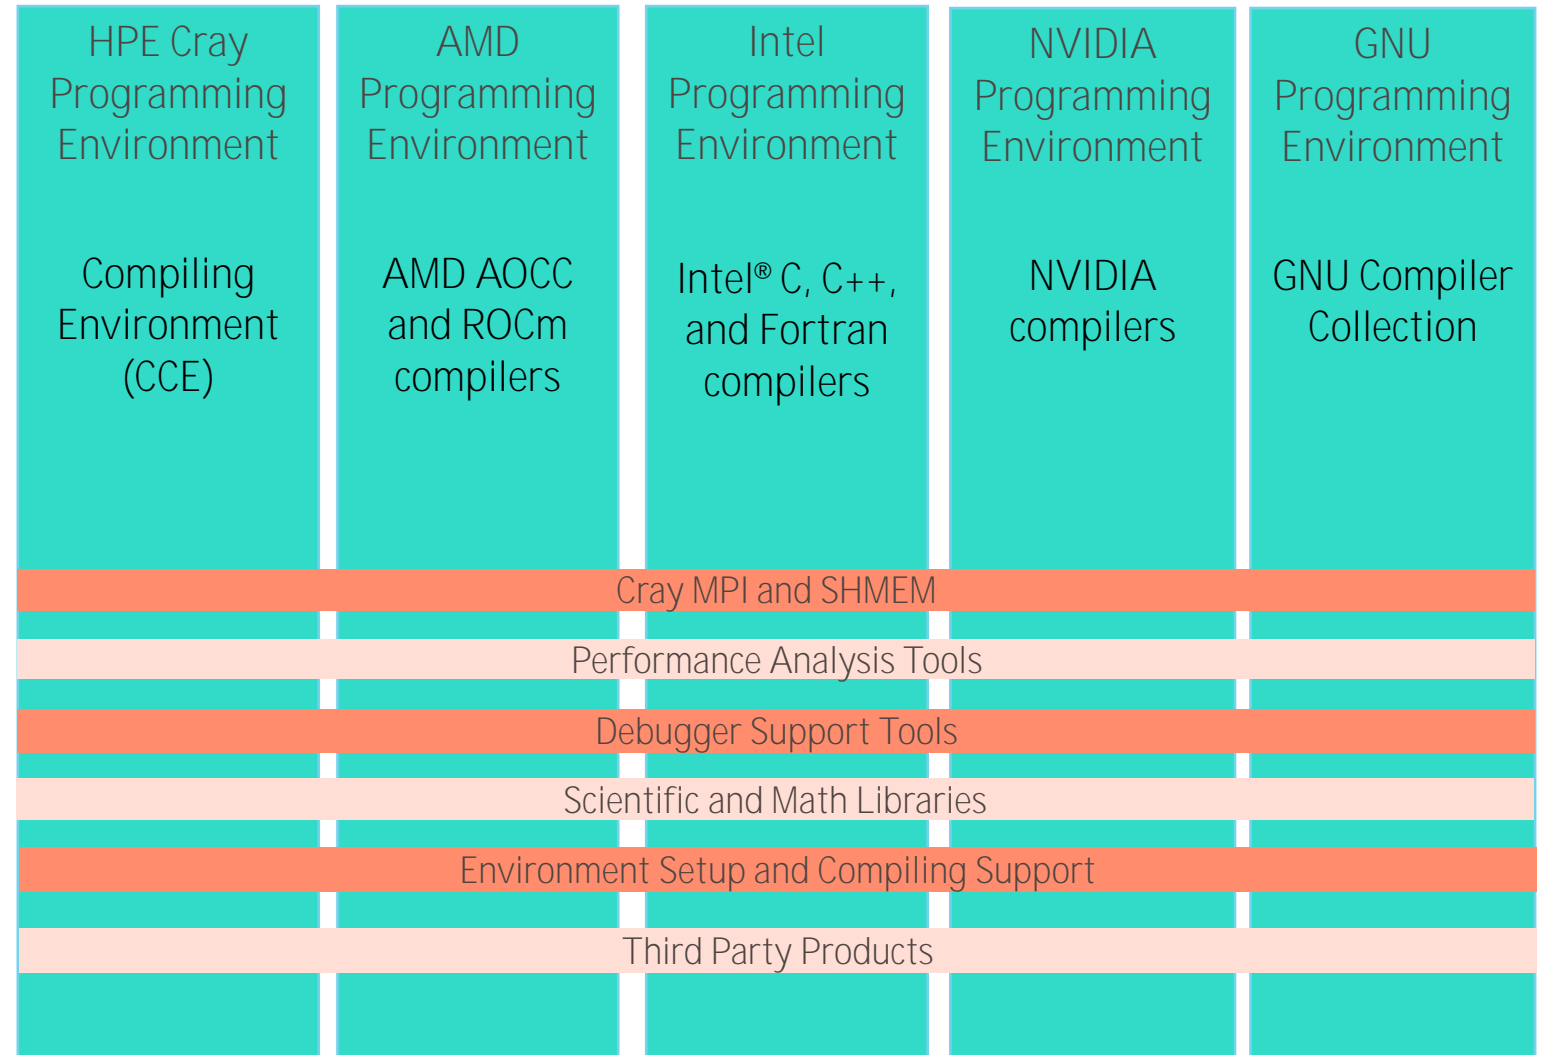 HPE Cray
Programming
Environment
Compiling
Environment
(CCE)
AMD
Programming
Environment
AMD AOCC
and ROCm
compilers
Intel
Programming
Environment
Intel® C, C++,
and Fortran
compilers
NVIDIA
Programming
Environment
NVIDIA
compilers
GNU
Programming
Environment
GNU Compiler
Collection
Cray MPI and SHMEM
Performance Analysis Tools
Debugger Support Tools
Scientific and Math Libraries
Environment Setup and Compiling Support
Third Party Products